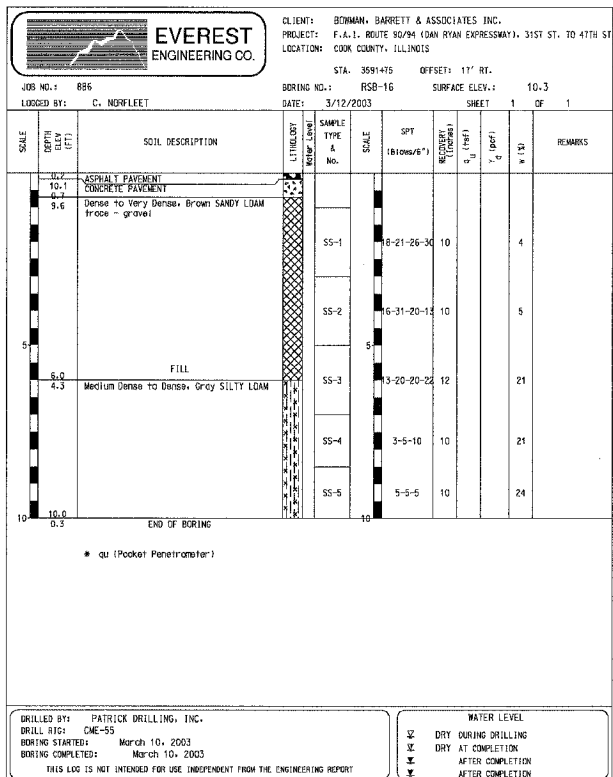 EVEREST
ENGINEERING CO.
CLIENT: BOWMAN, BARRETT & ASSOCIATES INC.
PROJECT: F.A.I. ROUTE 90/94 (DAN RYAN EXPRESSWAY), 31ST ST. TO 47TH ST
LOCATION: COOK COUNTY, ILLINOIS
STA. 3591+75 OFFSET: 17' RT.
JOB NO.: 886 BORING NO.: RSB-16 SURFACE ELEV.: 10.3
LOGGED BY: C. NORFLEET DATE: 3/12/2003 SHEET 1 OF 1
SCALE DEPTH ELEV (FT) SOIL DESCRIPTION LITHOLOGY Water Level SAMPLE TYPE & No. SCALE SPT (Blows/6") RECOVERY (Inches) qu (tsf) γd (pcf) W (%) REMARKS
0.2 ASPHALT PAVEMENT
10.1 CONCRETE PAVEMENT
0.7
9.6 Dense to Very Dense, Brown SANDY LOAM
trace - gravel
SS-1 18-21-26-30 10 4
SS-2 16-31-20-13 10 5
5 5
FILL
6.0 SS-3 13-20-20-22 12 21
4.3 Medium Dense to Dense, Gray SILTY LOAM
SS-4 3-5-10 10 21
SS-5 5-5-5 10 24
10 10.0 10
0.3 END OF BORING
* qu (Pocket Penetrometer)
DRILLED BY: PATRICK DRILLING, INC.
DRILL RIG: CME-55
BORING STARTED: March 10, 2003
BORING COMPLETED: March 10, 2003
THIS LOG IS NOT INTENDED FOR USE INDEPENDENT FROM THE ENGINEERING REPORT
WATER LEVEL
DRY DURING DRILLING
DRY AT COMPLETION
AFTER COMPLETION
AFTER COMPLETION